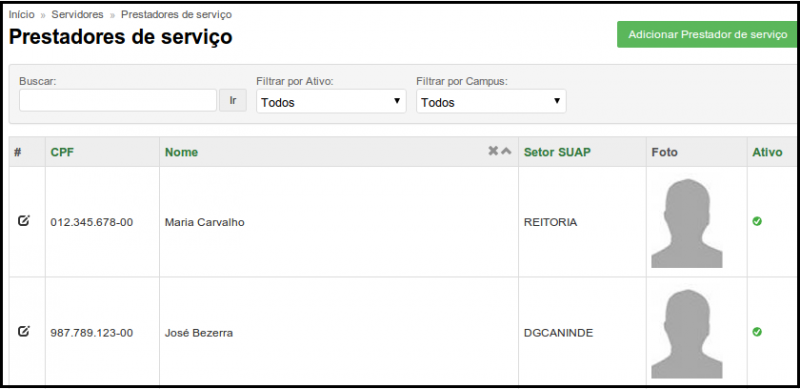 Início » Servidores » Prestadores de serviço
Prestadores de serviço
Adicionar Prestador de serviço
Buscar: Filtrar por Ativo: Filtrar por Campus:
Ir Todos Todos
# CPF Nome Setor SUAP Foto Ativo
012.345.678-00 Maria Carvalho REITORIA
987.789.123-00 José Bezerra DGCANINDE